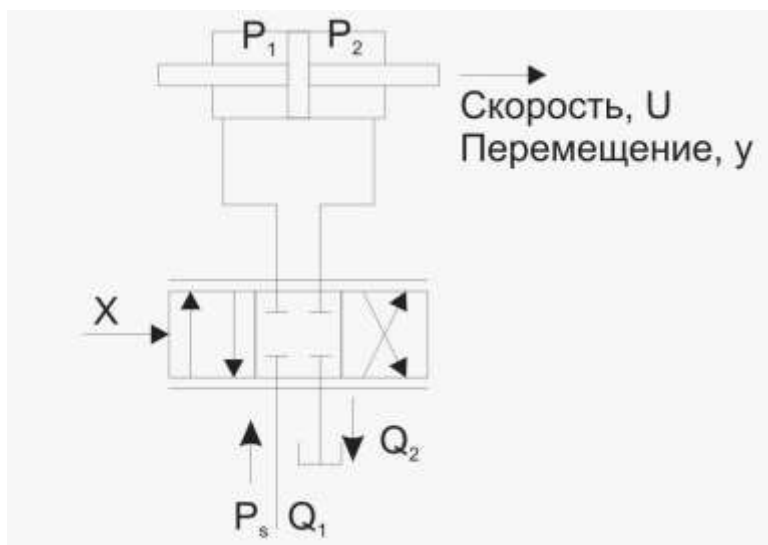 P₁ P₂
Скорость, U
Перемещение, y
X
Q₂
Pₛ Q₁